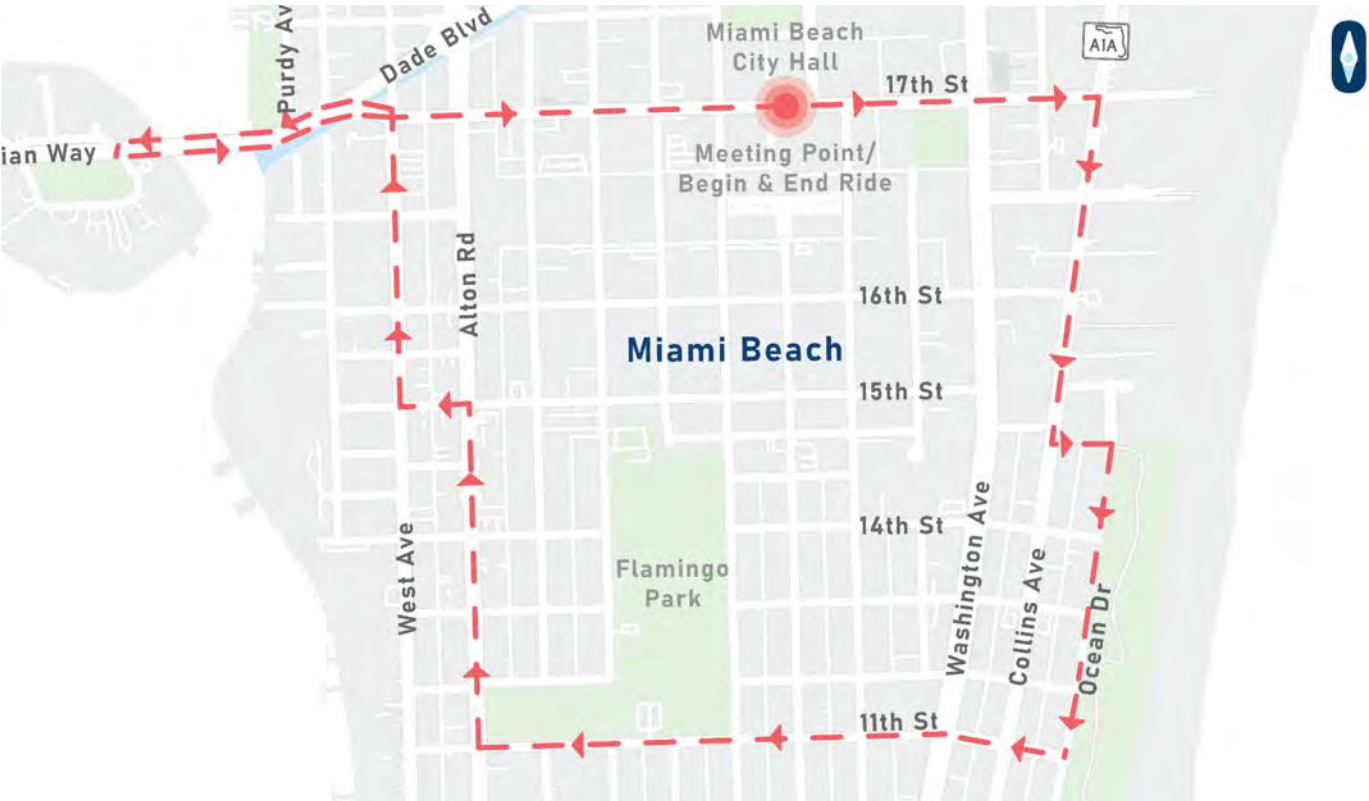 Purdy Av
Dade Blvd
Miami Beach
City Hall
A1A
17th St
ian Way
Meeting Point/
Begin & End Ride
Alton Rd
16th St
Miami Beach
15th St
14th St
West Ave
Flamingo
Park
Washington Ave
Collins Ave
Ocean Dr
11th St